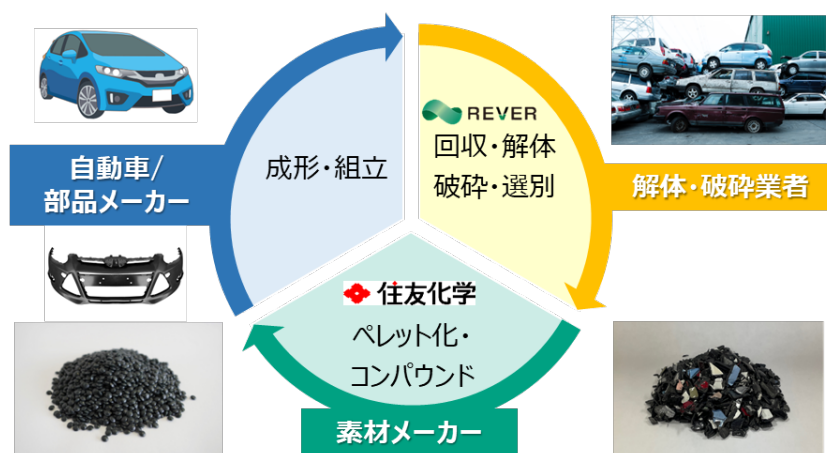 自動車/
部品メーカー
成形・組立
REVER
回収・解体
破砕・選別
解体・破砕業者
住友化学
ペレット化・
コンパウンド
素材メーカー